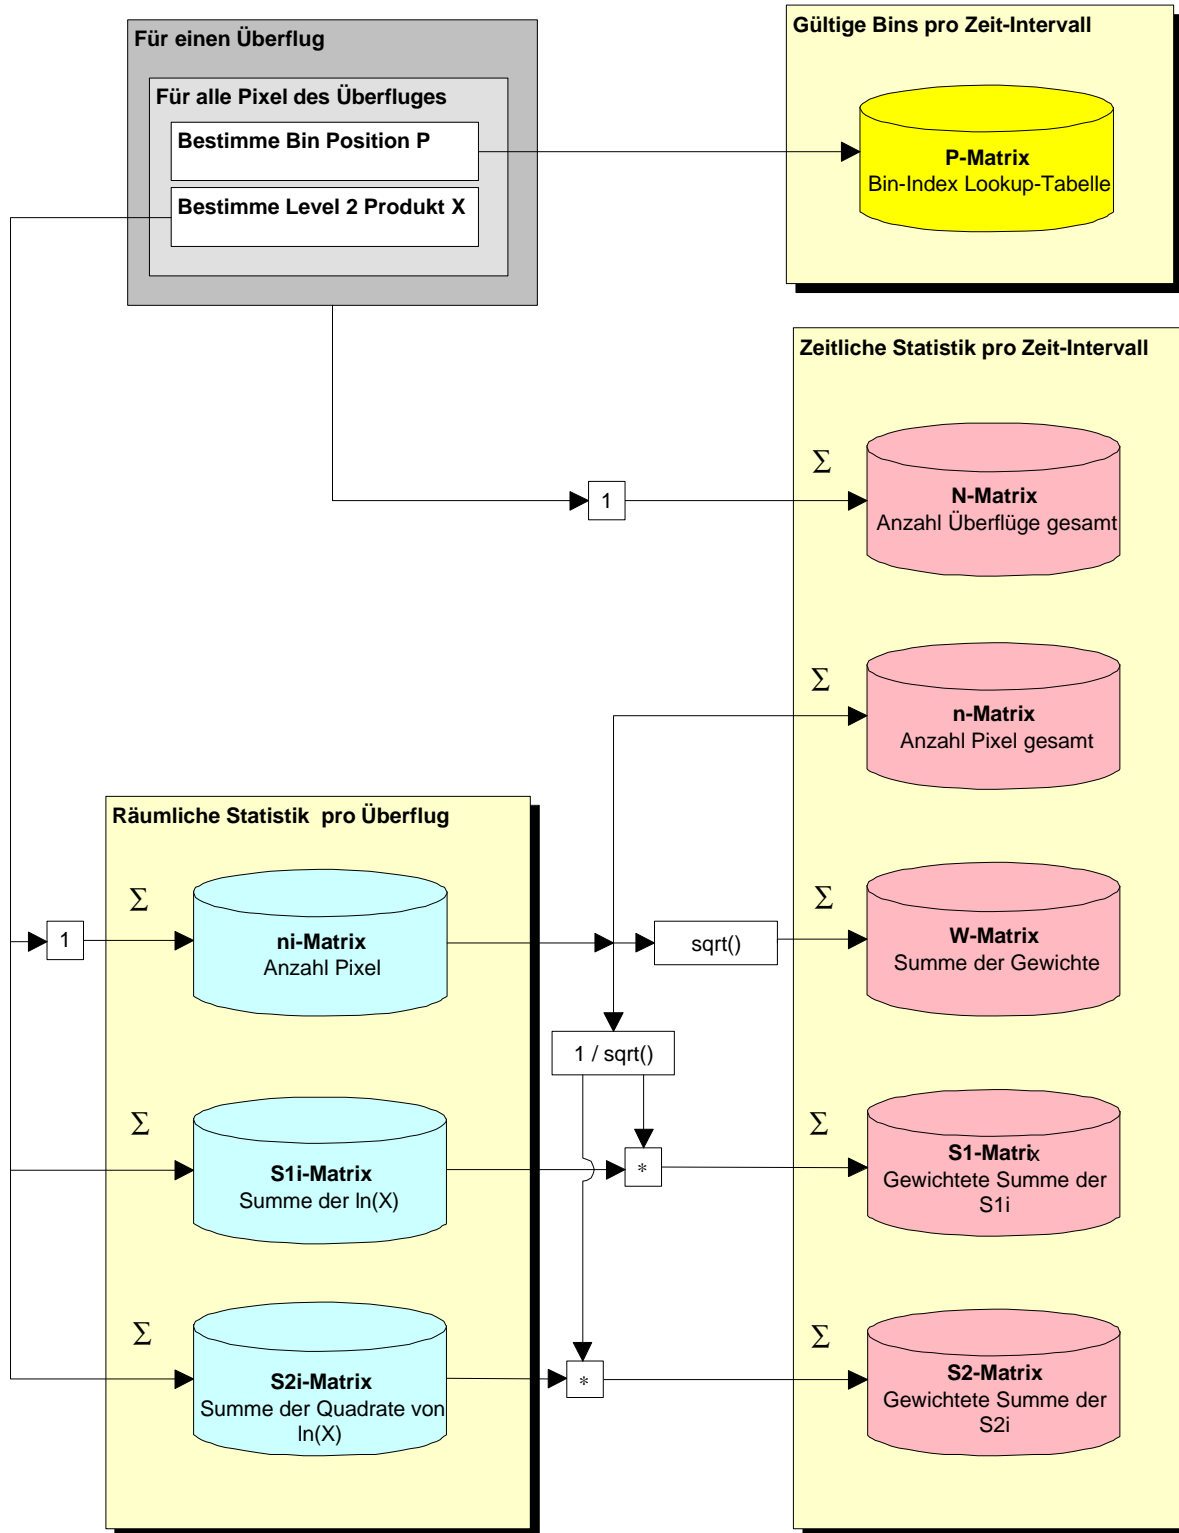 Für einen Überflug
Für alle Pixel des Überfluges
Bestimme Bin Position P
Bestimme Level 2 Produkt X
Gültige Bins pro Zeit-Intervall
P-Matrix
Bin-Index Lookup-Tabelle
Zeitliche Statistik pro Zeit-Intervall
1
Σ
N-Matrix
Anzahl Überflüge gesamt
Σ
n-Matrix
Anzahl Pixel gesamt
Räumliche Statistik pro Überflug
1
Σ
ni-Matrix
Anzahl Pixel
sqrt()
Σ
W-Matrix
Summe der Gewichte
1 / sqrt()
Σ
S1i-Matrix
Summe der ln(X)
*
Σ
S1-Matrix
Gewichtete Summe der
S1i
Σ
S2i-Matrix
Summe der Quadrate von
ln(X)
*
Σ
S2-Matrix
Gewichtete Summe der
S2i